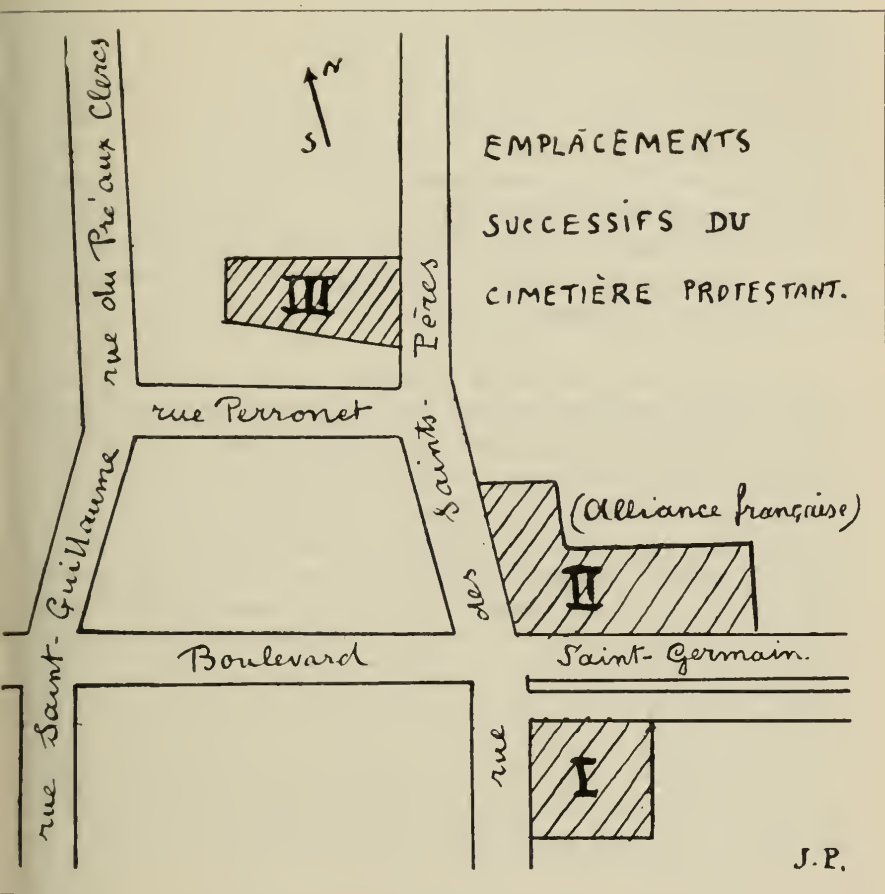 N
S
EMPLACEMENTS
SUCCESSIFS DU
CIMETIÈRE PROTESTANT.
rue du Pré aux Clercs
III
rue Perronet
rue des Saints-Pères
(Alliance française)
II
rue Saint-Guillaume
Boulevard Saint-Germain.
I
J.P.